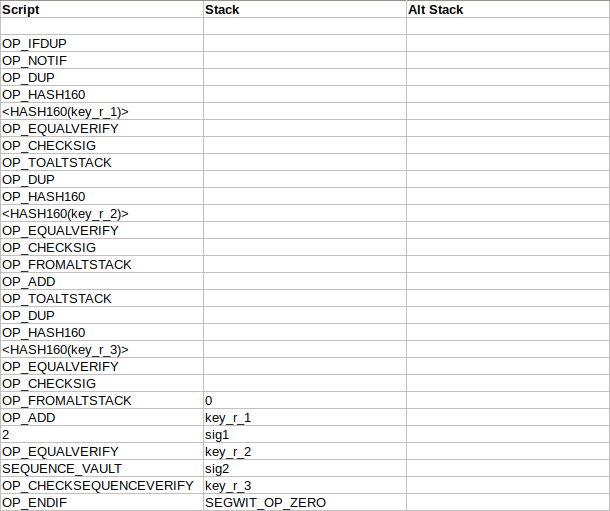 Script Stack Alt Stack
OP_IFDUP
OP_NOTIF
OP_DUP
OP_HASH160
<HASH160(key_r_1)>
OP_EQUALVERIFY
OP_CHECKSIG
OP_TOALTSTACK
OP_DUP
OP_HASH160
<HASH160(key_r_2)>
OP_EQUALVERIFY
OP_CHECKSIG
OP_FROMALTSTACK
OP_ADD
OP_TOALTSTACK
OP_DUP
OP_HASH160
<HASH160(key_r_3)>
OP_EQUALVERIFY
OP_CHECKSIG
OP_FROMALTSTACK 0
OP_ADD key_r_1
2 sig1
OP_EQUALVERIFY key_r_2
SEQUENCE_VAULT sig2
OP_CHECKSEQUENCEVERIFY key_r_3
OP_ENDIF SEGWIT_OP_ZERO